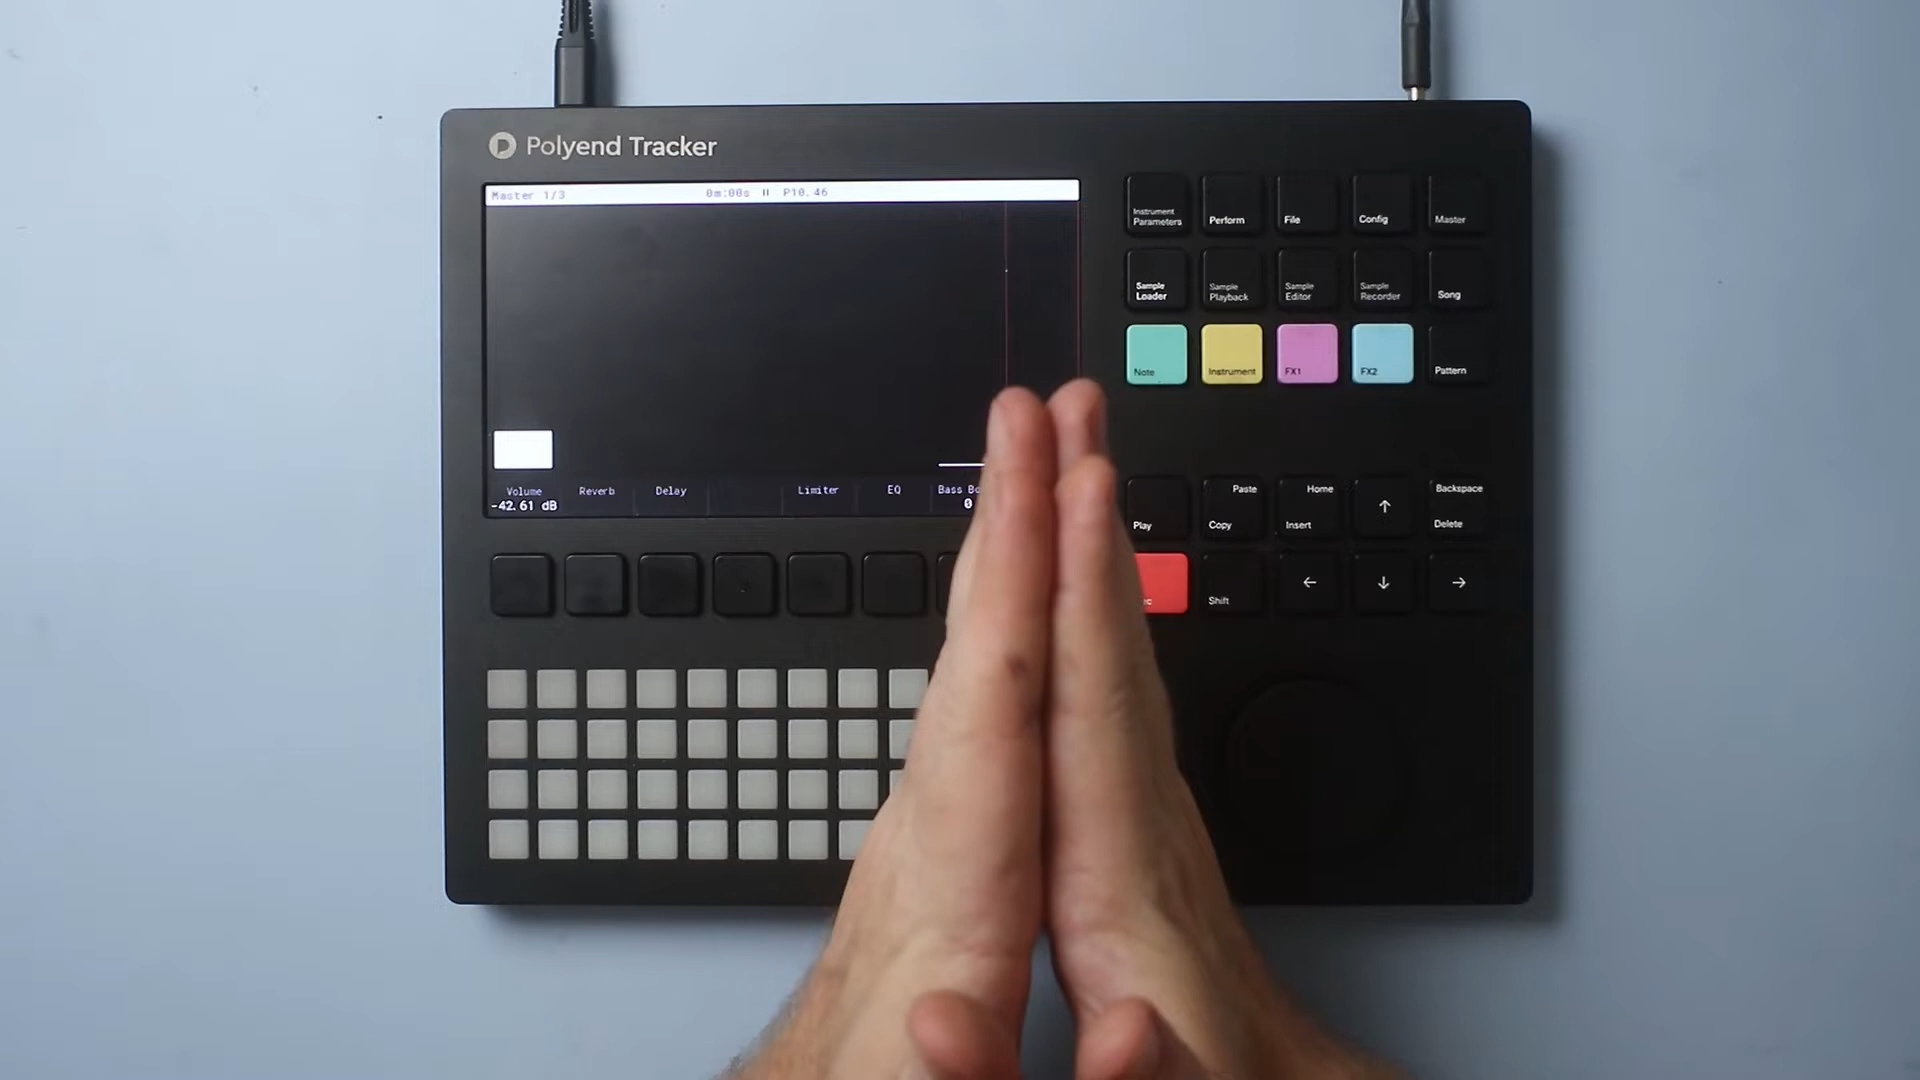 Polyend Tracker
Master 1/3 0m:00s P10.46
Volume Reverb Delay Limiter EQ Bass
-42.61 dB 0
Instrument Parameters
Perform
File
Config
Master
Sample Loader
Sample Playback
Sample Editor
Sample Recorder
Song
Note
Instrument
FX1
FX2
Pattern
Play
Paste
Copy
Home
Insert
↑
Backspace
Delete
Shift
←
↓
→